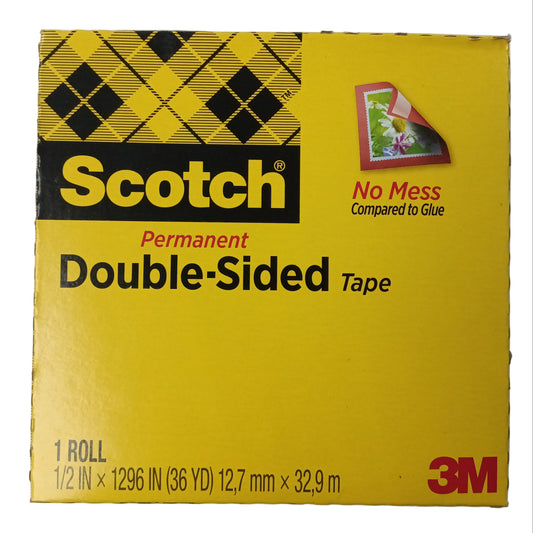 Scotch®
™
No Mess
Compared to Glue
Permanent
Double-Sided Tape
1 ROLL
1/2 IN × 1296 IN (36 YD) 12,7 mm × 32,9 m
3M